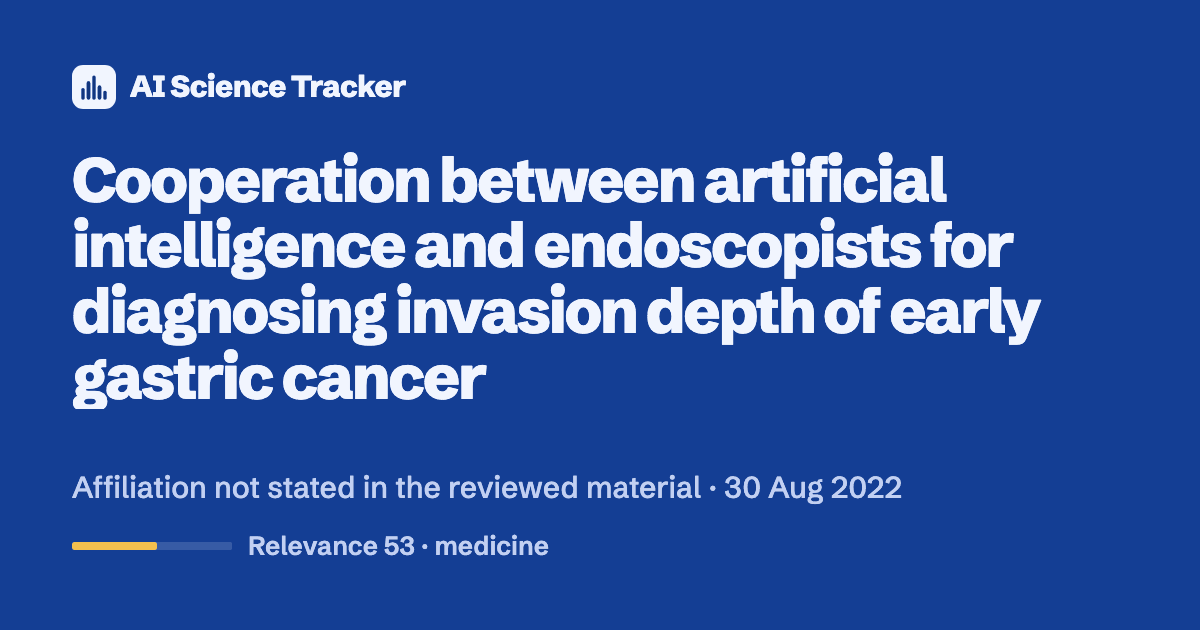 AI Science Tracker
Cooperation between artificial
intelligence and endoscopists for
diagnosing invasion depth of early
gastric cancer
Affiliation not stated in the reviewed material · 30 Aug 2022
Relevance 53 · medicine